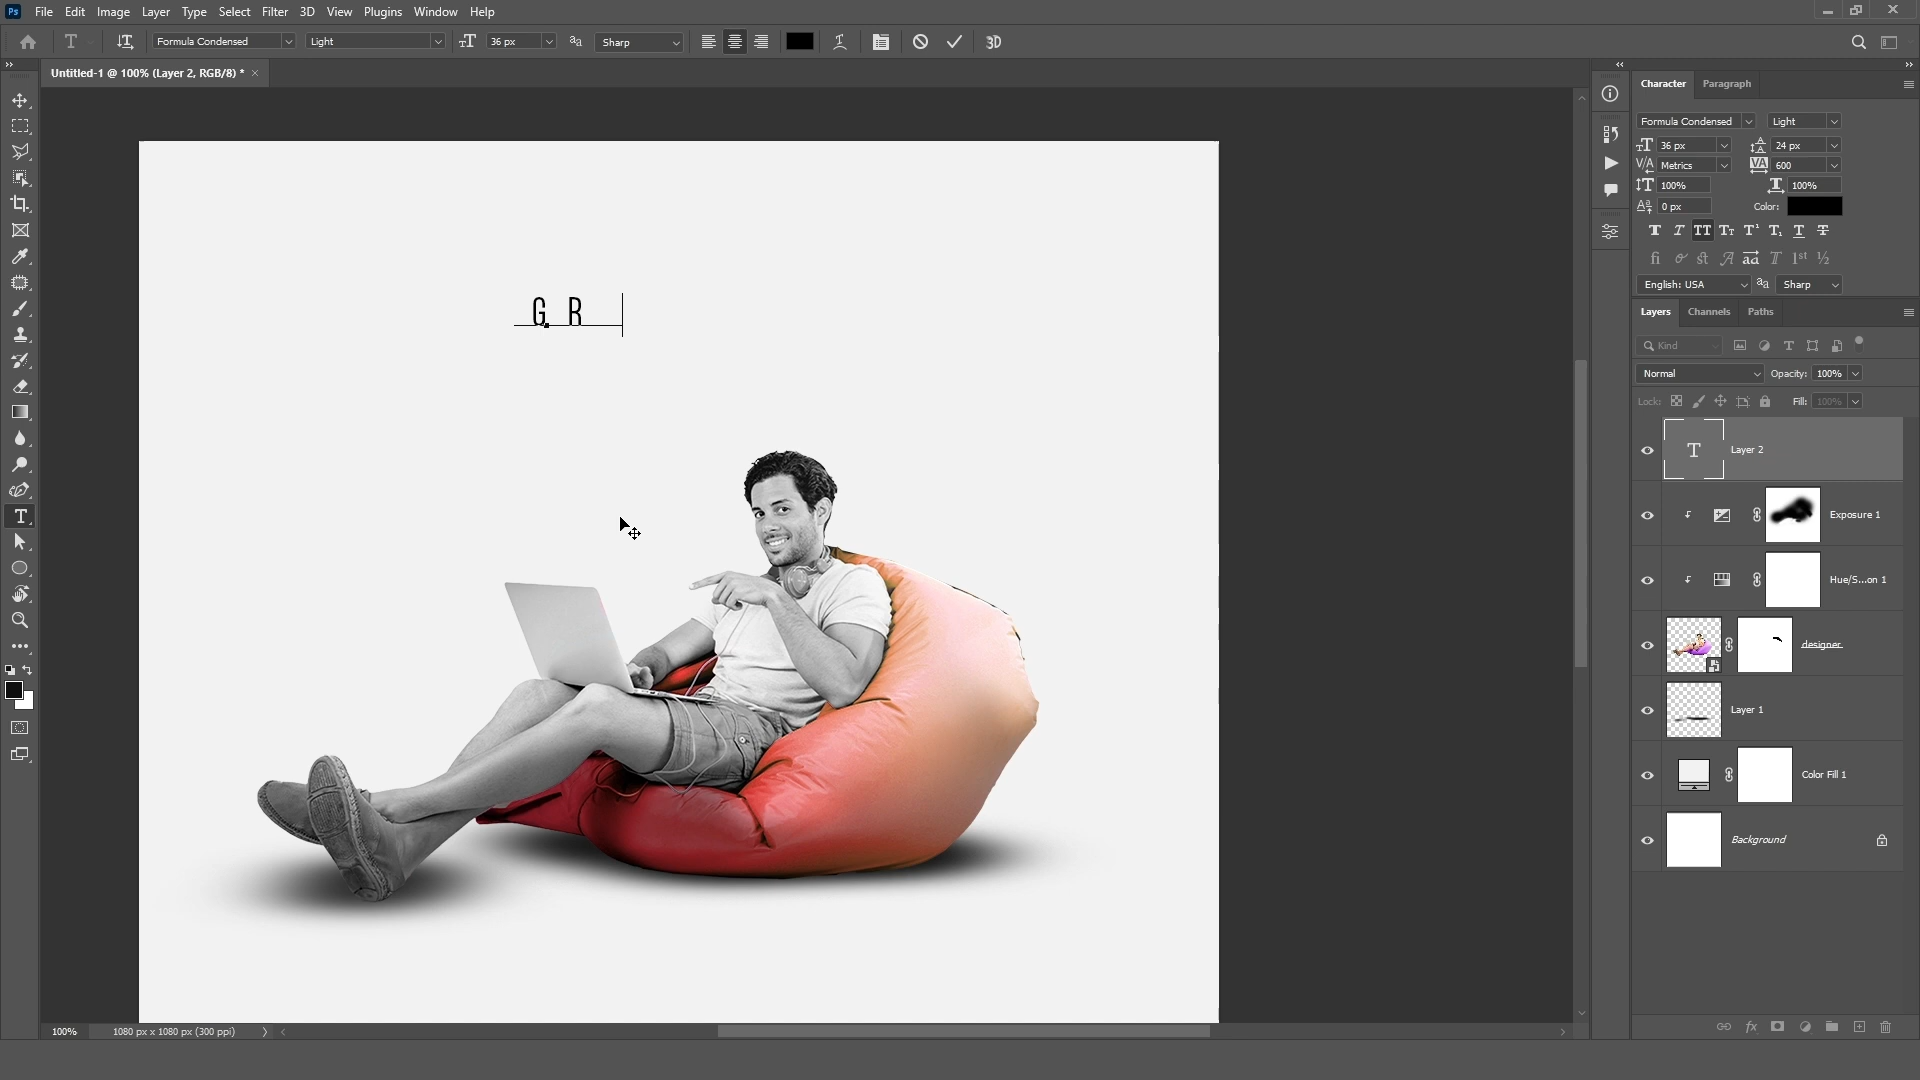 Ps File Edit Image Layer Type Select Filter 3D View Plugins Window Help
Formula Condensed Light 36 px Sharp 3D
Untitled-1 @ 100% (Layer 2, RGB/8) *
G R
100% 1080 px x 1080 px (300 ppi)
Character Paragraph
Formula Condensed Light
36 px 24 px
Metrics 600
100% 100%
0 px Color:
English: USA Sharp
Layers Channels Paths
Kind
Normal Opacity: 100%
Lock: Fill: 100%
Layer 2
Exposure 1
Hue/S...on 1
designer
Layer 1
Color Fill 1
Background